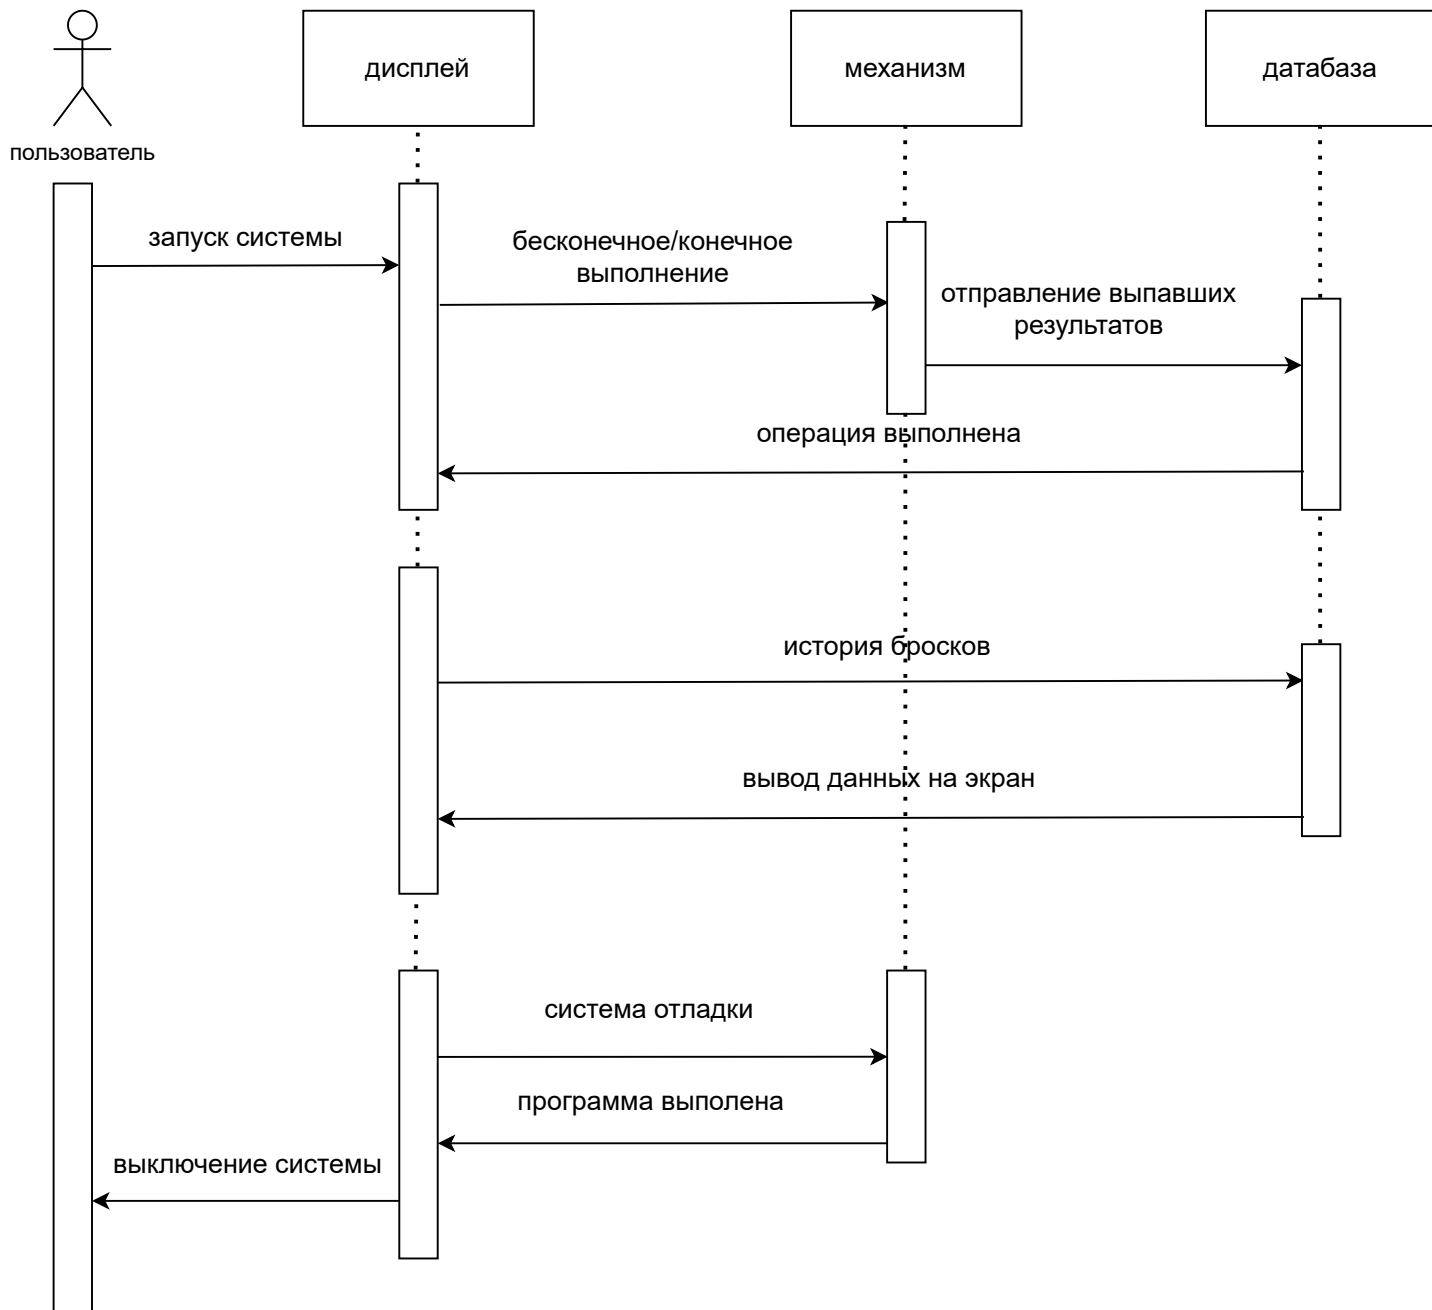 дисплей
механизм
датабаза
пользователь
запуск системы
бесконечное/конечное
выполнение
отправление выпавших
результатов
операция выполнена
история бросков
вывод данных на экран
система отладки
программа выполена
выключение системы